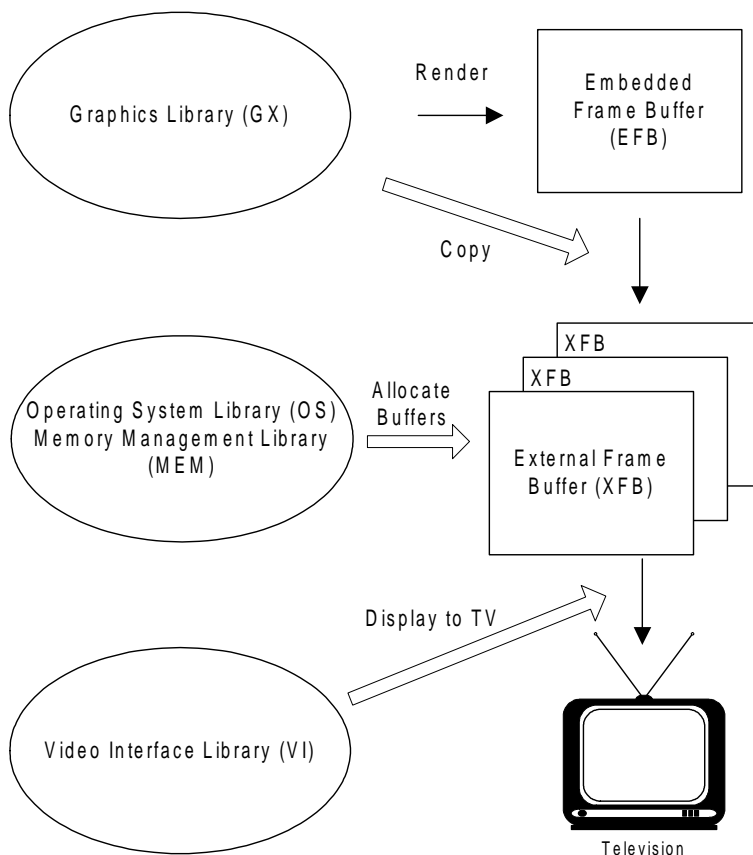 Graphics Library (GX)
Render
Embedded
Frame Buffer
(EFB)
Copy
XFB
XFB
Operating System Library (OS)
Memory Management Library
(MEM)
Allocate
Buffers
External Frame
Buffer (XFB)
Display to TV
Video Interface Library (VI)
Television